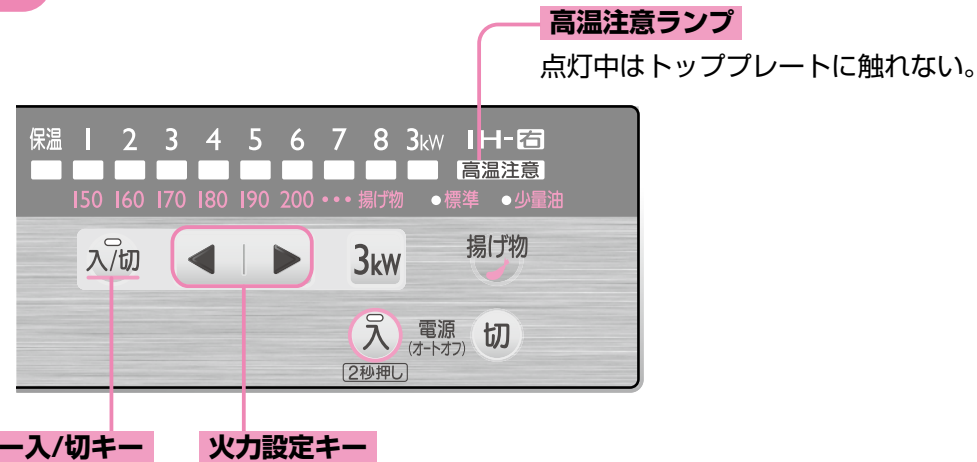 高温注意ランプ
点灯中はトッププレートに触れない。
保温 1 2 3 4 5 6 7 8 3kW IH-右
高温注意
150 160 170 180 190 200 ••• 揚げ物 ●標準 ●少量油
入/切 ◀ ▶ 3kW 揚げ物
入 電源 切
(オートオフ)
2秒押し
ー入/切キー 火力設定キー